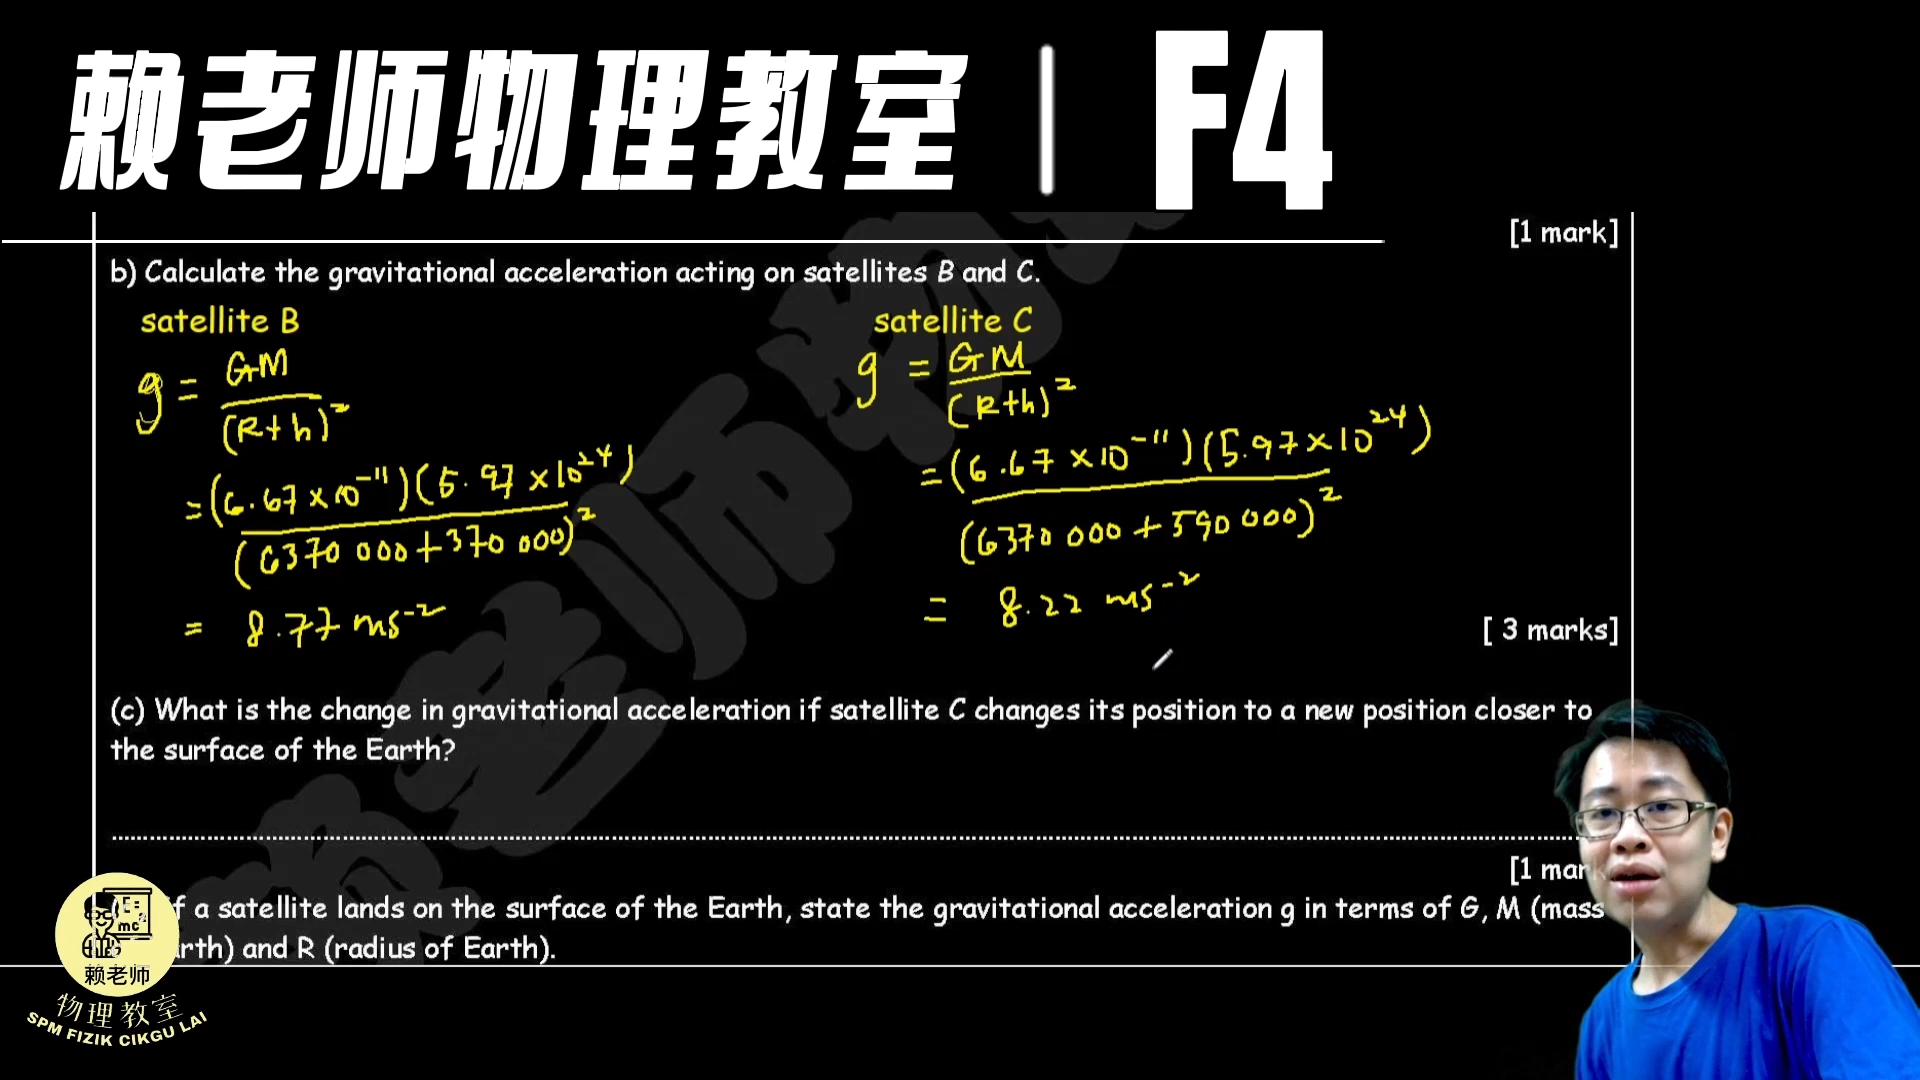 赖老师物理教室 | F4
[1 mark]
b) Calculate the gravitational acceleration acting on satellites B and C.
satellite B
g = GM / (R+h)²
= (6.67 × 10⁻¹¹)(5.97 × 10²⁴) / (6370 000 + 370 000)²
= 8.77 ms⁻²
satellite C
g = GM / (R+h)²
= (6.67 × 10⁻¹¹)(5.97 × 10²⁴) / (6370 000 + 590 000)²
= 8.22 ms⁻²
[ 3 marks]
(c) What is the change in gravitational acceleration if satellite C changes its position to a new position closer to
the surface of the Earth?
[1 mar
f a satellite lands on the surface of the Earth, state the gravitational acceleration g in terms of G, M (mass
rth) and R (radius of Earth).
赖老师
物理教室
SPM FIZIK CIKGU LAI